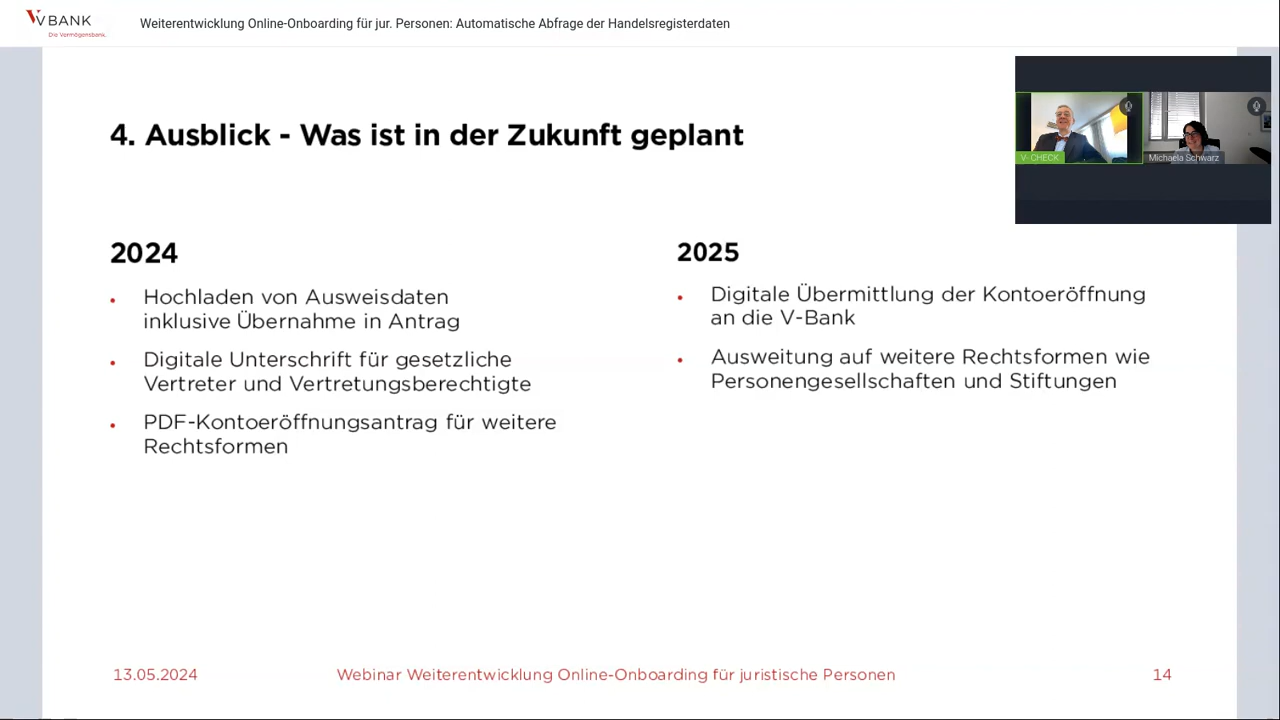 V BANK
Die Vermögensbank.
Weiterentwicklung Online-Onboarding für jur. Personen: Automatische Abfrage der Handelsregisterdaten
V- CHECK
Michaela Schwarz
4. Ausblick - Was ist in der Zukunft geplant
2024
• Hochladen von Ausweisdaten
inklusive Übernahme in Antrag
• Digitale Unterschrift für gesetzliche
Vertreter und Vertretungsberechtigte
• PDF-Kontoeröffnungsantrag für weitere
Rechtsformen
2025
• Digitale Übermittlung der Kontoeröffnung
an die V-Bank
• Ausweitung auf weitere Rechtsformen wie
Personengesellschaften und Stiftungen
13.05.2024
Webinar Weiterentwicklung Online-Onboarding für juristische Personen
14